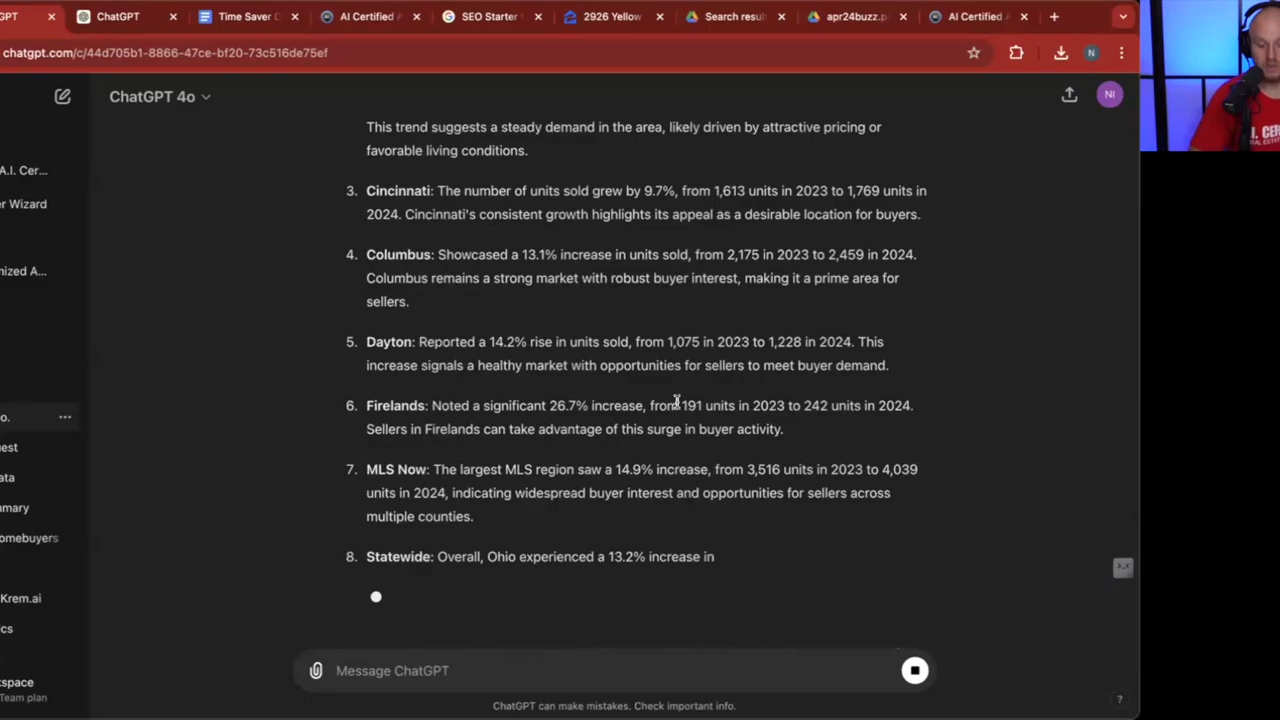 GPT
ChatGPT
Time Saver D
AI Certified A
SEO Starter
2926 Yellow
Search resul
apr24buzz.p
AI Certified
chatgpt.com/c/44d705b1-8866-47ce-bf20-73c516de75ef
N
ChatGPT 4o
NI
This trend suggests a steady demand in the area, likely driven by attractive pricing or
favorable living conditions.
A.I. Cer...
3. Cincinnati: The number of units sold grew by 9.7%, from 1,613 units in 2023 to 1,769 units in
er Wizard
2024. Cincinnati's consistent growth highlights its appeal as a desirable location for buyers.
4. Columbus: Showcased a 13.1% increase in units sold, from 2,175 in 2023 to 2,459 in 2024.
mized A...
Columbus remains a strong market with robust buyer interest, making it a prime area for
sellers.
5. Dayton: Reported a 14.2% rise in units sold, from 1,075 in 2023 to 1,228 in 2024. This
increase signals a healthy market with opportunities for sellers to meet buyer demand.
6. Firelands: Noted a significant 26.7% increase, from 191 units in 2023 to 242 units in 2024.
o.
Sellers in Firelands can take advantage of this surge in buyer activity.
uest
7. MLS Now: The largest MLS region saw a 14.9% increase, from 3,516 units in 2023 to 4,039
ata
units in 2024, indicating widespread buyer interest and opportunities for sellers across
mmary
multiple counties.
omebuyers
8. Statewide: Overall, Ohio experienced a 13.2% increase in
Krem.ai
cs
Message ChatGPT
kspace
Team plan
ChatGPT can make mistakes. Check important info.
?